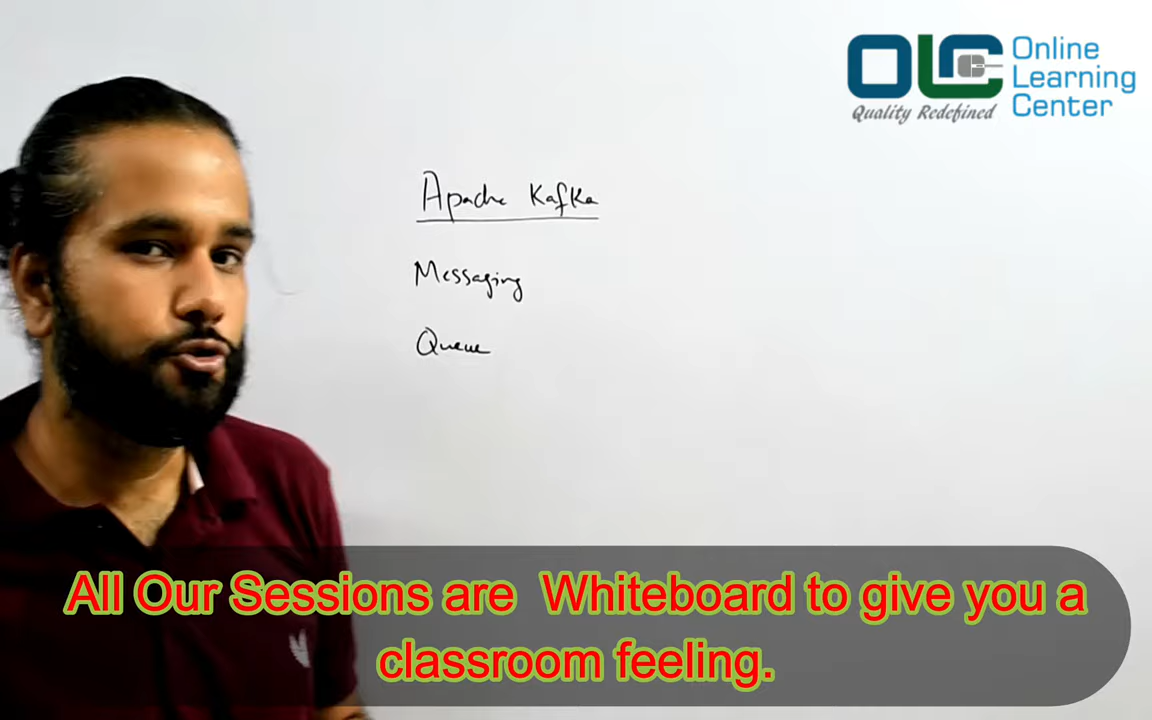 OLC Online
Learning
Center
Quality Redefined
Apache Kafka
Messaging
Queue
All Our Sessions are Whiteboard to give you a
classroom feeling.